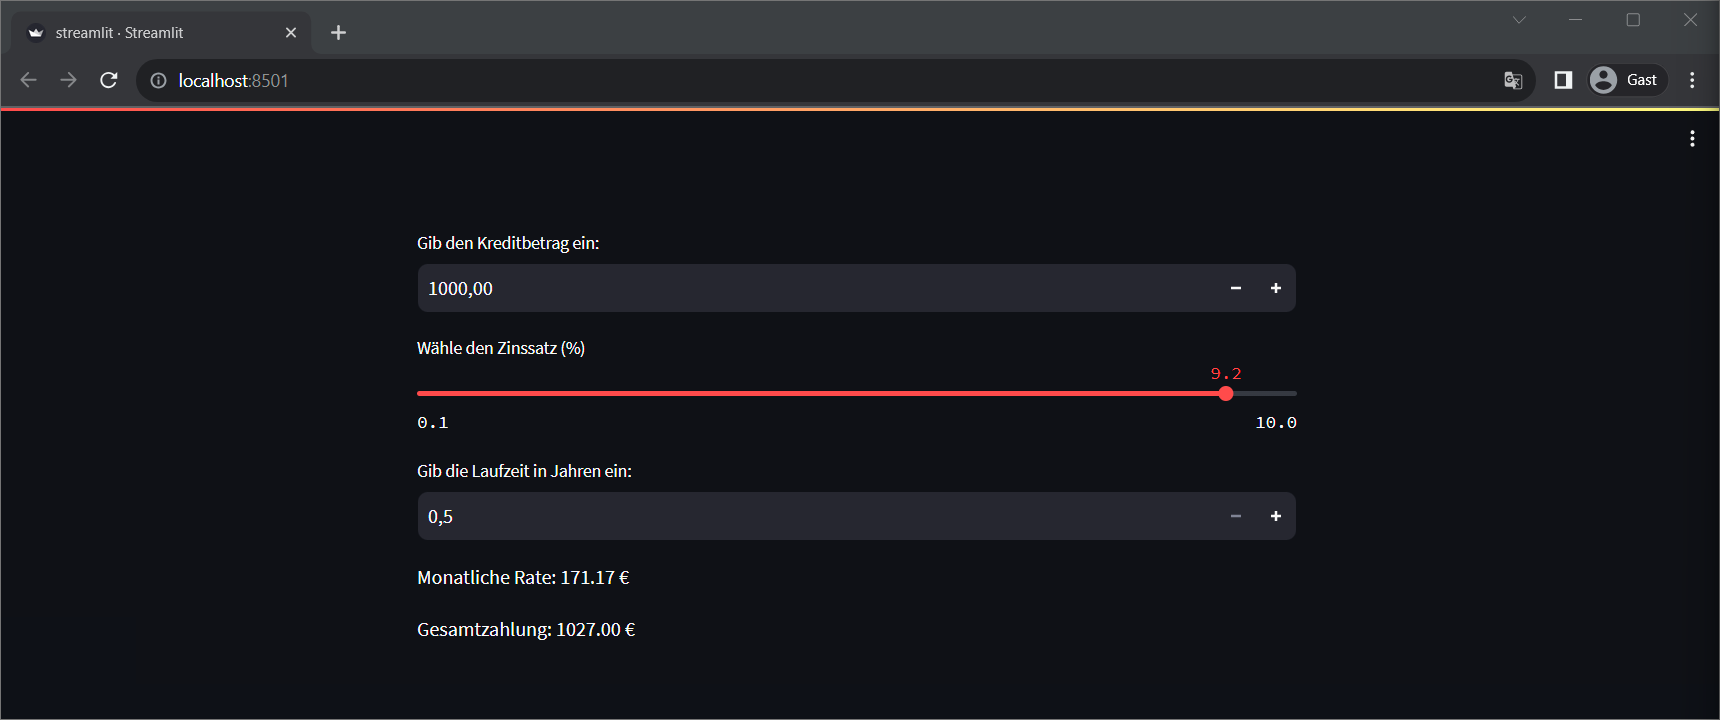 streamlit · Streamlit
localhost:8501
Gast
Gib den Kreditbetrag ein:
1000,00
Wähle den Zinssatz (%)
9.2
0.1 10.0
Gib die Laufzeit in Jahren ein:
0,5
Monatliche Rate: 171.17 €
Gesamtzahlung: 1027.00 €